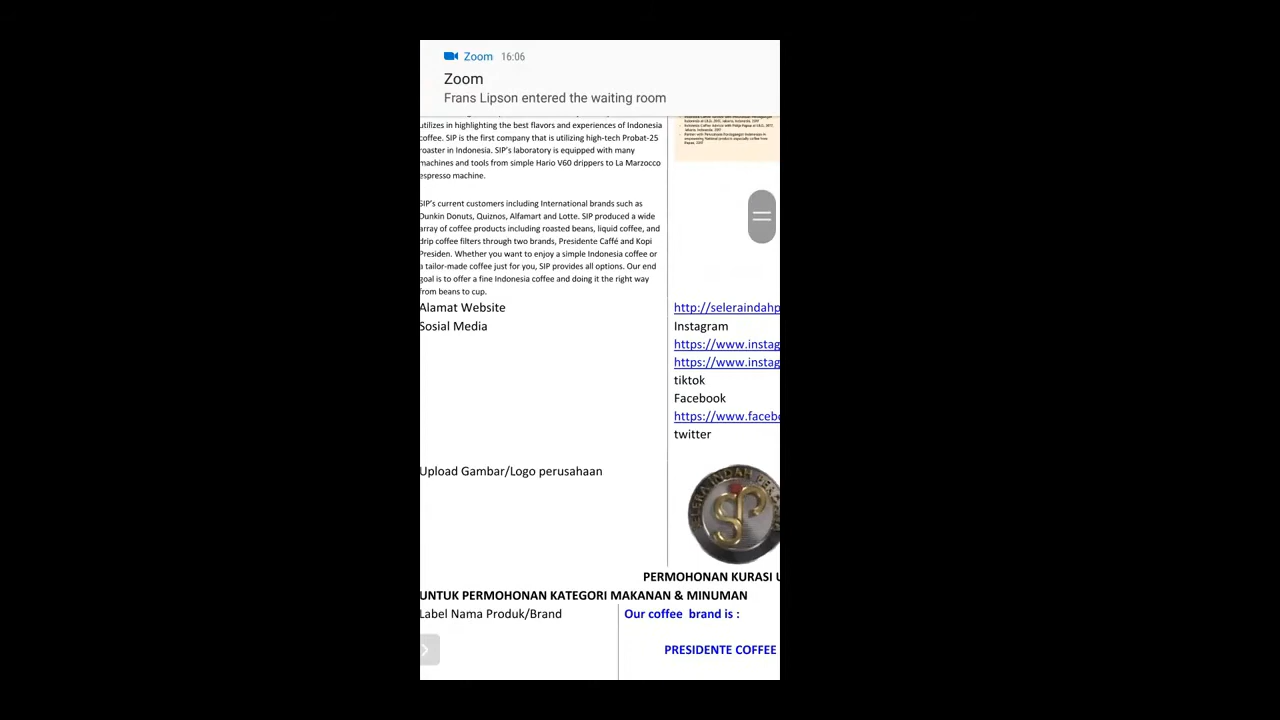 Zoom 16:06
Zoom
Frans Lipson entered the waiting room
utilizes in highlighting the best flavors and experiences of Indonesia
coffee. SIP is the first company that is utilizing high-tech Probat-25
roaster in Indonesia. SIP's laboratory is equipped with many
machines and tools from simple Hario V60 drippers to La Marzocco
espresso machine.
SIP's current customers including International brands such as
Dunkin Donuts, Quiznos, Alfamart and Lotte. SIP produced a wide
array of coffee products including roasted beans, liquid coffee, and
drip coffee filters through two brands, Presidente Caffé and Kopi
Presiden. Whether you want to enjoy a simple Indonesia coffee or
a tailor-made coffee just for you, SIP provides all options. Our end
goal is to offer a fine Indonesia coffee and doing it the right way
from beans to cup.
Alamat Website
http://seleraindahp
Sosial Media
Instagram
https://www.instag
https://www.instag
tiktok
Facebook
https://www.facebo
twitter
Upload Gambar/Logo perusahaan
SELERA INDAH
sip
PERMOHONAN KURASI U
UNTUK PERMOHONAN KATEGORI MAKANAN & MINUMAN
Label Nama Produk/Brand
Our coffee brand is :
PRESIDENTE COFFEE